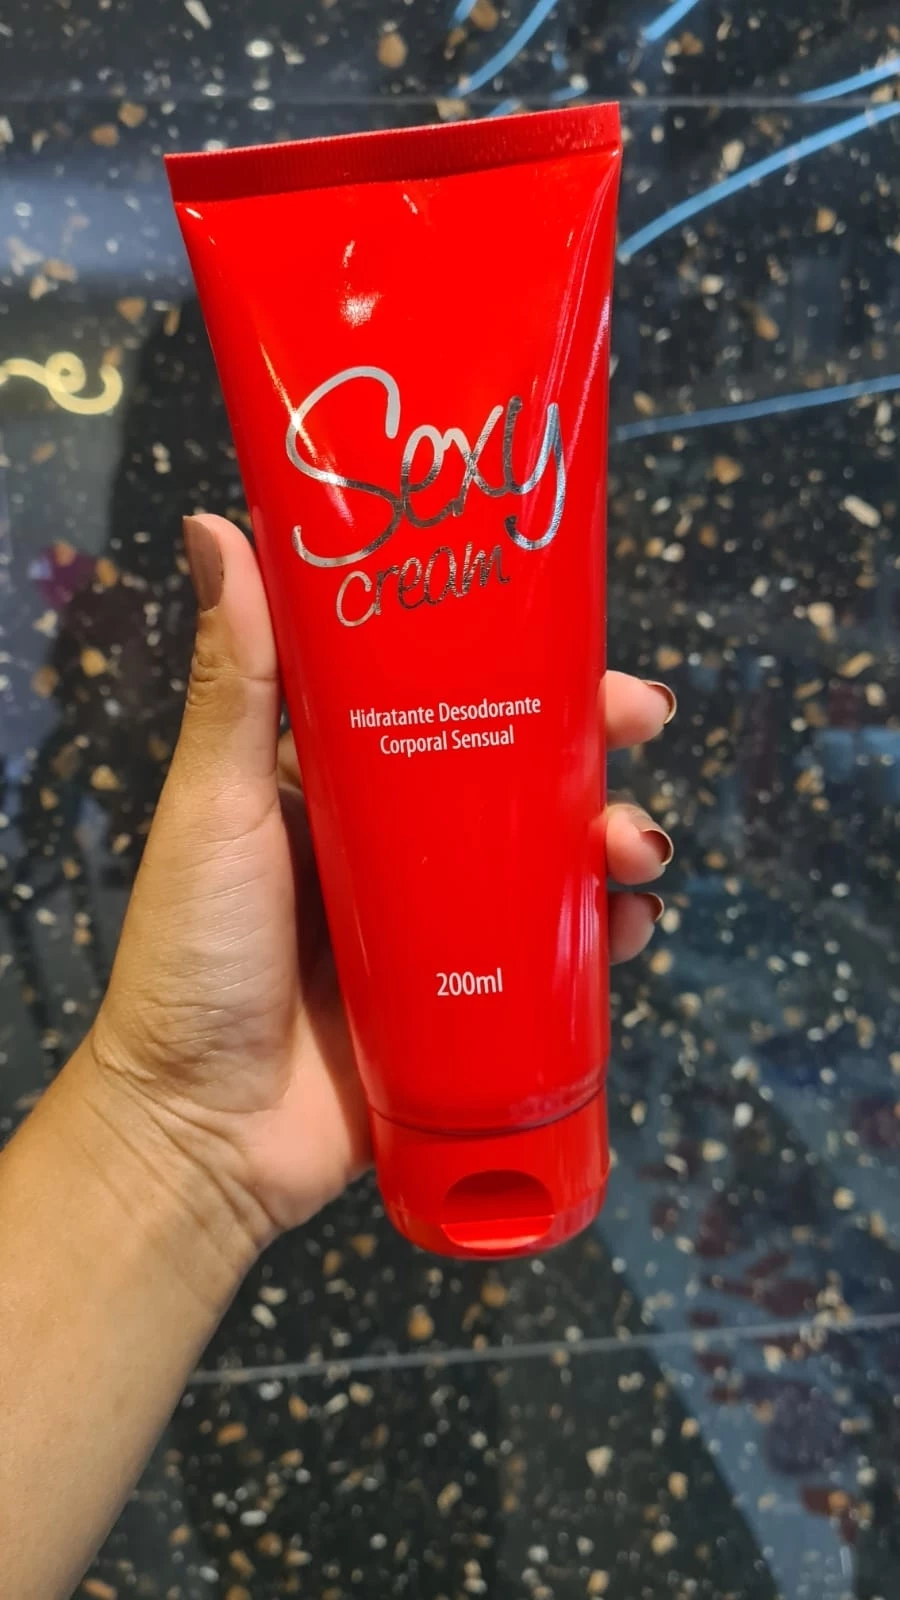 Sexy
cream
Hidratante Desodorante
Corporal Sensual
200ml